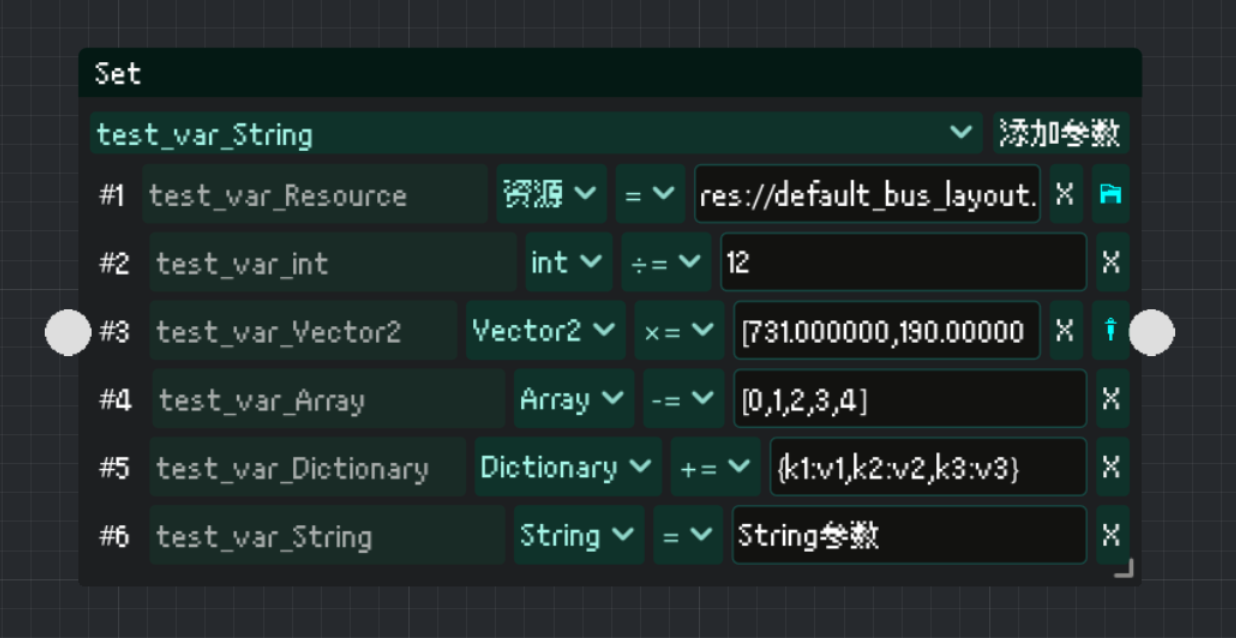 Set
test_var_String 添加参数
#1 test_var_Resource 资源 = res://default_bus_layout. X
#2 test_var_int int ÷= 12 X
#3 test_var_Vector2 Vector2 ×= [731.000000,190.00000 X
#4 test_var_Array Array -= [0,1,2,3,4] X
#5 test_var_Dictionary Dictionary += {k1:v1,k2:v2,k3:v3} X
#6 test_var_String String = String参数 X